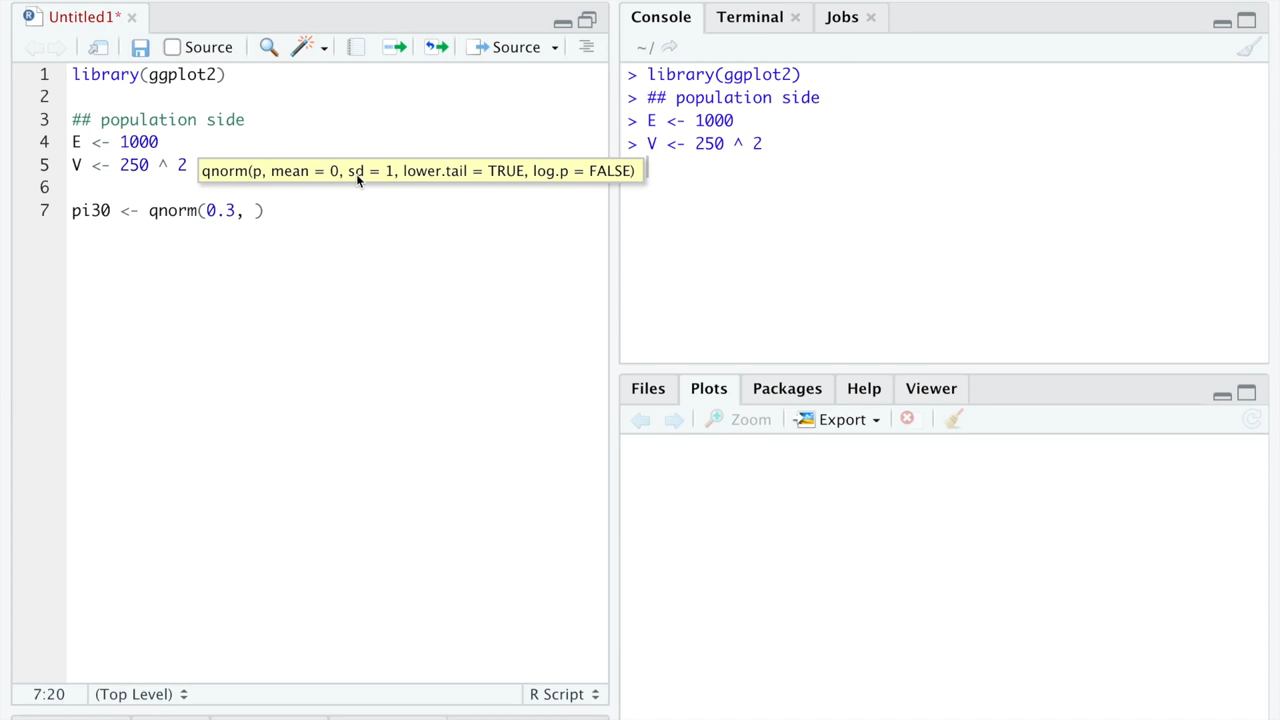 Untitled1*
Source
Source
1 library(ggplot2)
2
3 ## population side
4 E <- 1000
5 V <- 250 ^ 2
qnorm(p, mean = 0, sd = 1, lower.tail = TRUE, log.p = FALSE)
6
7 pi30 <- qnorm(0.3, )
7:20 (Top Level) R Script
Console Terminal Jobs
~/
> library(ggplot2)
> ## population side
> E <- 1000
> V <- 250 ^ 2
Files Plots Packages Help Viewer
Zoom Export